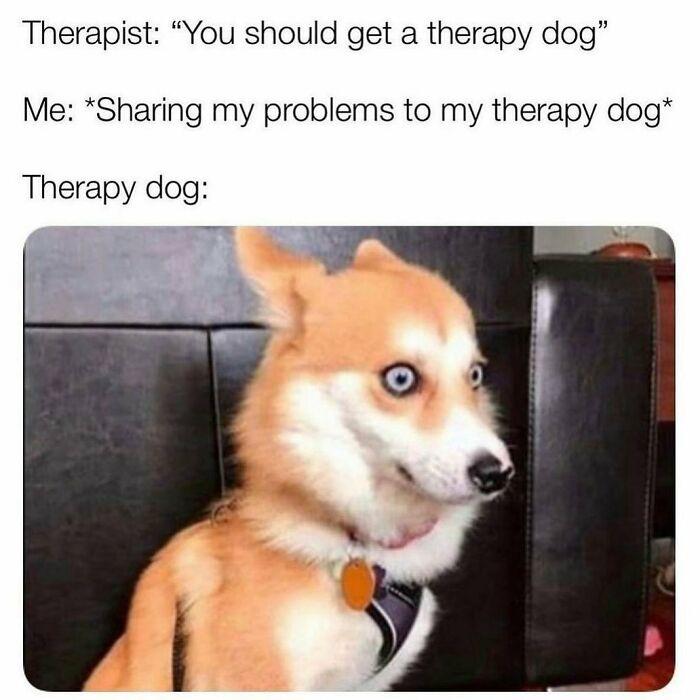 Therapist: “You should get a therapy dog”
Me: *Sharing my problems to my therapy dog*
Therapy dog: